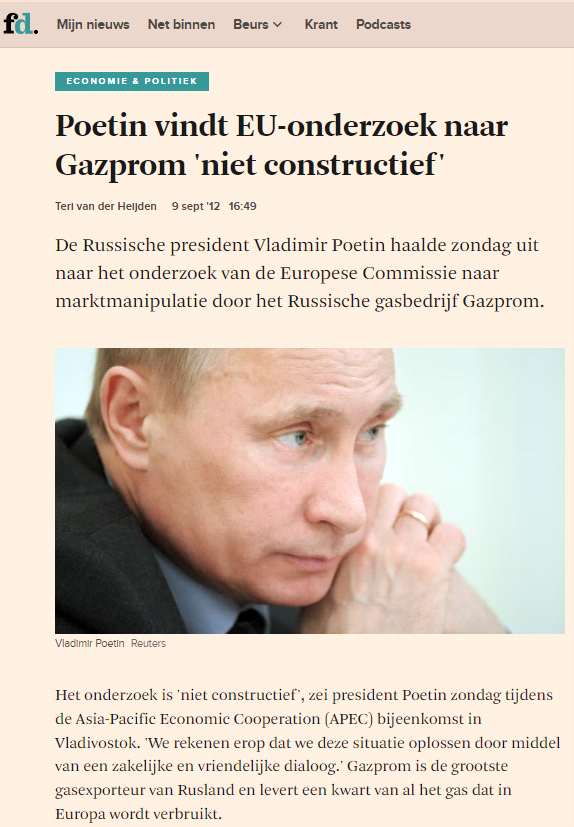 fd.
Mijn nieuws Net binnen Beurs Krant Podcasts
ECONOMIE & POLITIEK
Poetin vindt EU-onderzoek naar
Gazprom 'niet constructief'
Teri van der Heijden 9 sept '12 16:49
De Russische president Vladimir Poetin haalde zondag uit
naar het onderzoek van de Europese Commissie naar
marktmanipulatie door het Russische gasbedrijf Gazprom.
Vladimir Poetin Reuters
Het onderzoek is 'niet constructief', zei president Poetin zondag tijdens
de Asia-Pacific Economic Cooperation (APEC) bijeenkomst in
Vladivostok. 'We rekenen erop dat we deze situatie oplossen door middel
van een zakelijke en vriendelijke dialoog.' Gazprom is de grootste
gasexporteur van Rusland en levert een kwart van al het gas dat in
Europa wordt verbruikt.